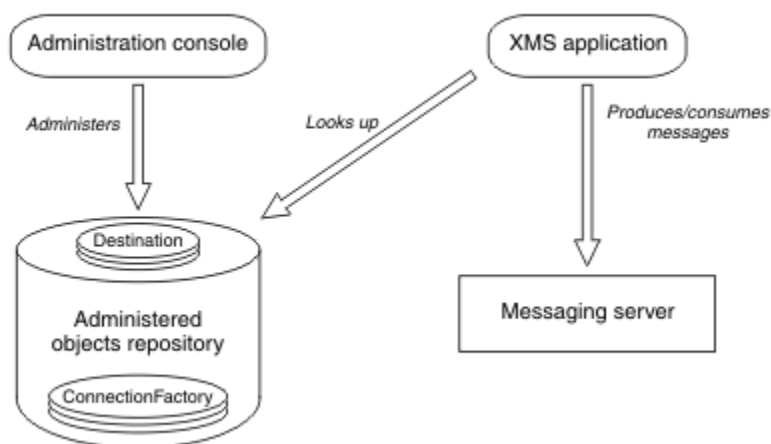 Administration console
XMS application
Administers
Looks up
Produces/consumes
messages
Destination
Administered
objects repository
ConnectionFactory
Messaging server